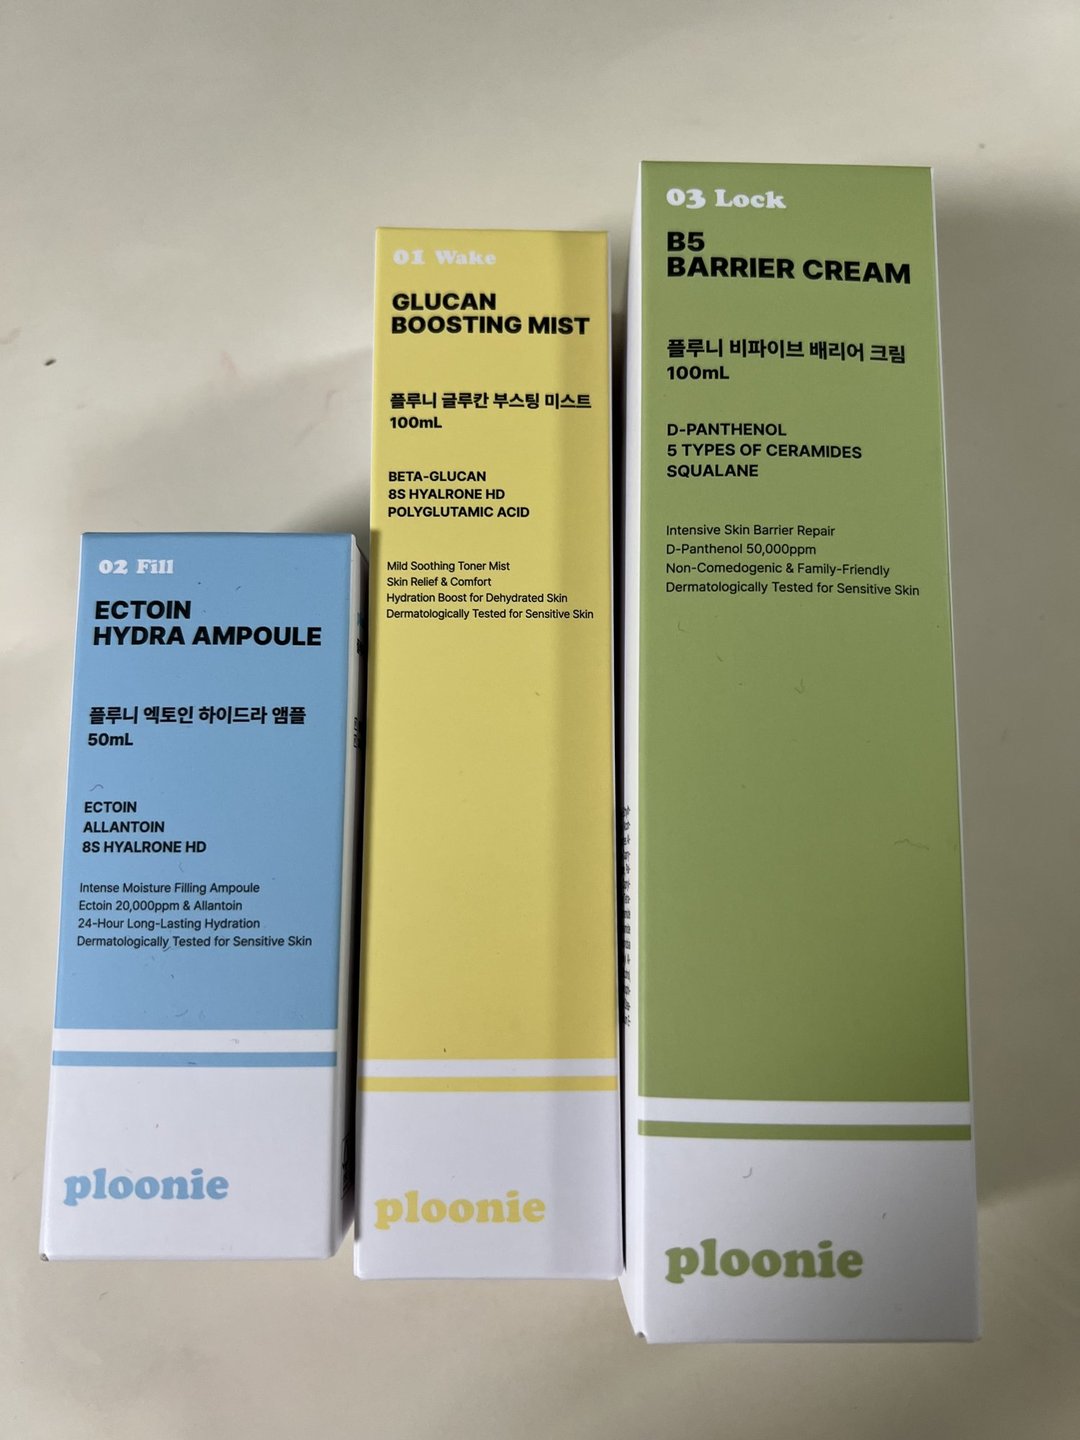 02 Fill
ECTOIN
HYDRA AMPOULE
플루니 엑토인 하이드라 앰플
50mL
ECTOIN
ALLANTOIN
8S HYALRONE HD
Intense Moisture Filling Ampoule
Ectoin 20,000ppm & Allantoin
24-Hour Long-Lasting Hydration
Dermatologically Tested for Sensitive Skin
ploonie
01 Wake
GLUCAN
BOOSTING MIST
플루니 글루칸 부스팅 미스트
100mL
BETA-GLUCAN
8S HYALRONE HD
POLYGLUTAMIC ACID
Mild Soothing Toner Mist
Skin Relief & Comfort
Hydration Boost for Dehydrated Skin
Dermatologically Tested for Sensitive Skin
ploonie
03 Lock
B5
BARRIER CREAM
플루니 비파이브 배리어 크림
100mL
D-PANTHENOL
5 TYPES OF CERAMIDES
SQUALANE
Intensive Skin Barrier Repair
D-Panthenol 50,000ppm
Non-Comedogenic & Family-Friendly
Dermatologically Tested for Sensitive Skin
ploonie